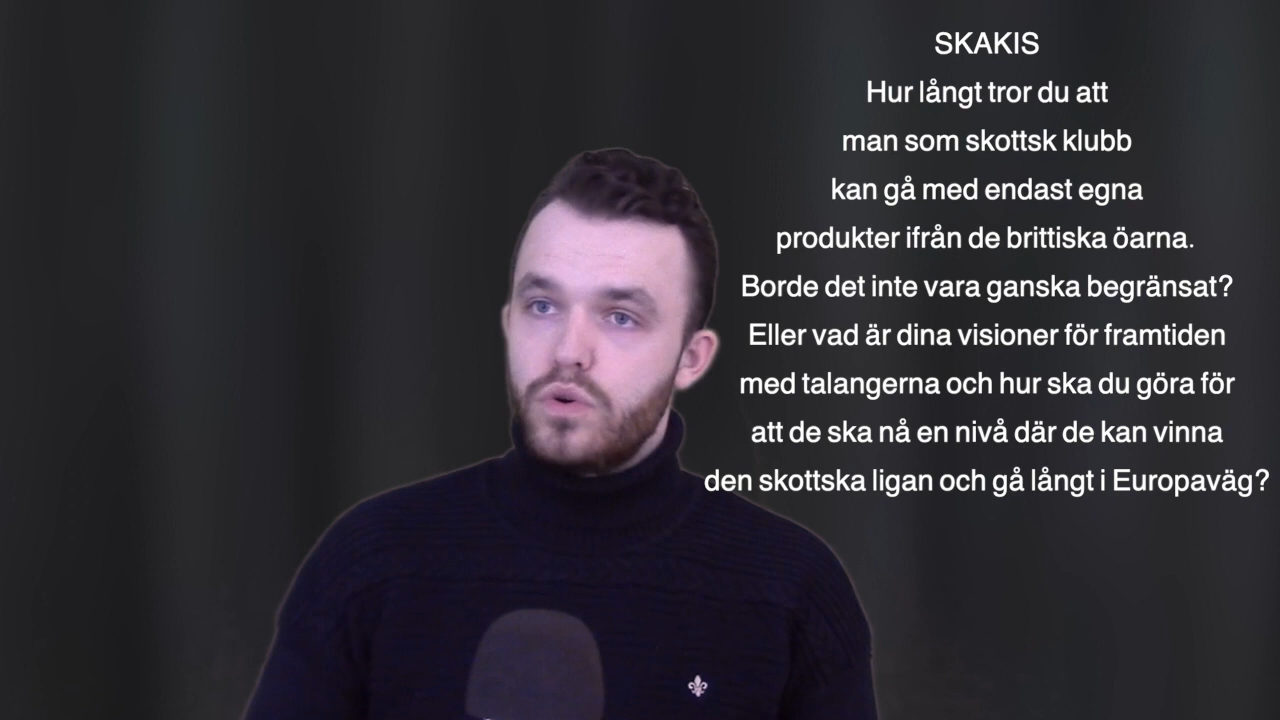 SKAKIS
Hur långt tror du att
man som skottsk klubb
kan gå med endast egna
produkter ifrån de brittiska öarna.
Borde det inte vara ganska begränsat?
Eller vad är dina visioner för framtiden
med talangerna och hur ska du göra för
att de ska nå en nivå där de kan vinna
den skottska ligan och gå långt i Europaväg?